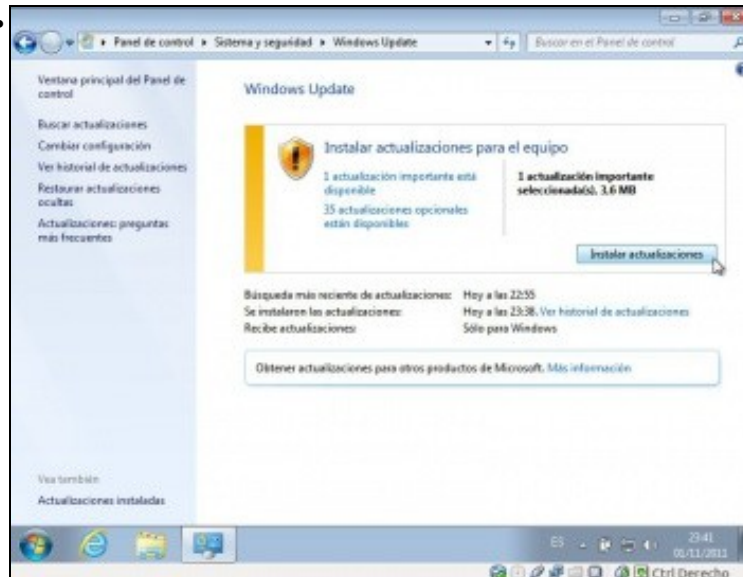 Panel de control ▸ Sistema y seguridad ▸ Windows Update
Buscar en el Panel de control
Ventana principal del Panel de
control
Buscar actualizaciones
Cambiar configuración
Ver historial de actualizaciones
Restaurar actualizaciones
ocultas
Actualizaciones: preguntas
más frecuentes
Vea también
Actualizaciones instaladas
Windows Update
Instalar actualizaciones para el equipo
1 actualización importante está
disponible
35 actualizaciones opcionales
están disponibles
1 actualización importante
seleccionada(s), 3,6 MB
Instalar actualizaciones
Búsqueda más reciente de actualizaciones: Hoy a las 22:55
Se instalaron las actualizaciones: Hoy a las 23:38. Ver historial de actualizaciones
Recibe actualizaciones: Sólo para Windows
Obtener actualizaciones para otros productos de Microsoft. Más información
ES
23:41
01/11/2011
Ctrl Derecho